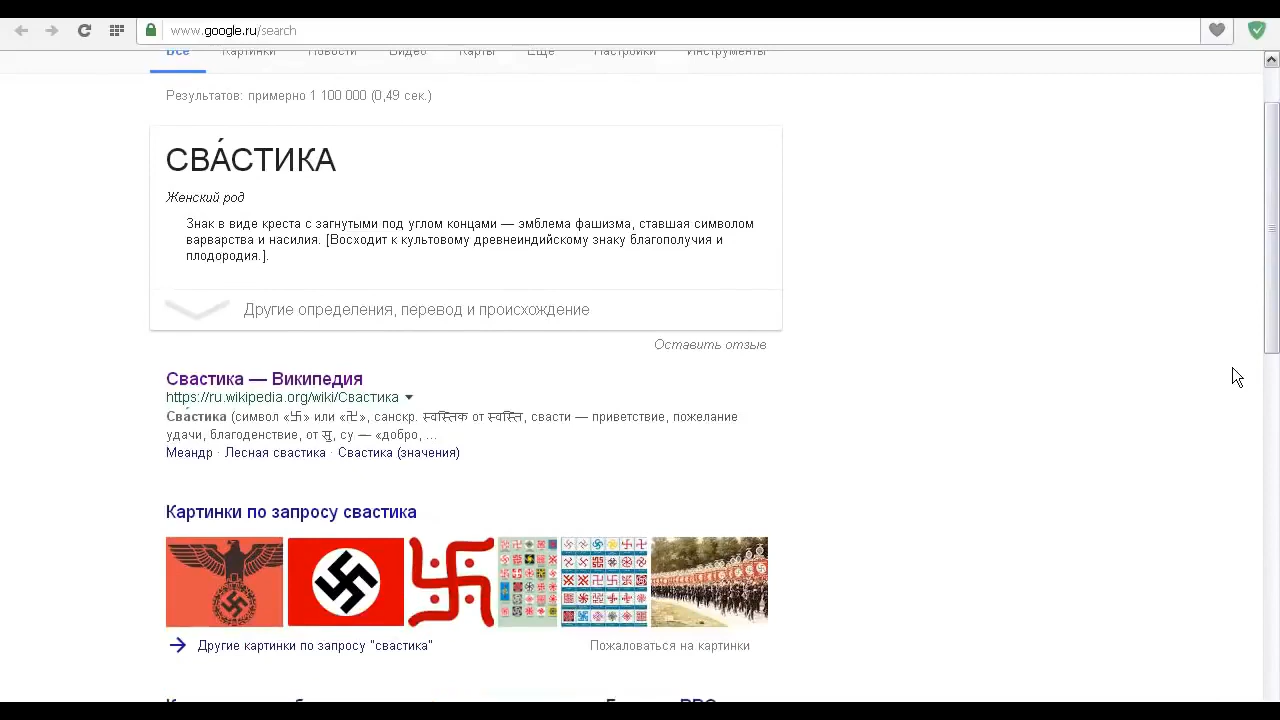 www.google.ru/search
Все Картинки Новости Видео Карты Ещё Настройки Инструменты
Результатов: примерно 1 100 000 (0,49 сек.)
СВА́СТИКА
Женский род
Знак в виде креста с загнутыми под углом концами — эмблема фашизма, ставшая символом
варварства и насилия. [Восходит к культовому древнеиндийскому знаку благополучия и
плодородия.].
Другие определения, перевод и происхождение
Оставить отзыв
Свастика — Википедия
https://ru.wikipedia.org/wiki/Свастика
Сва́стика (символ «卐» или «卍», санскр. स्वस्तिक от स्वस्ति, свасти — приветствие, пожелание
удачи, благоденствие, от सु, су — «добро, ...
Меандр · Лесная свастика · Свастика (значения)
Картинки по запросу свастика
Другие картинки по запросу "свастика"
Пожаловаться на картинки